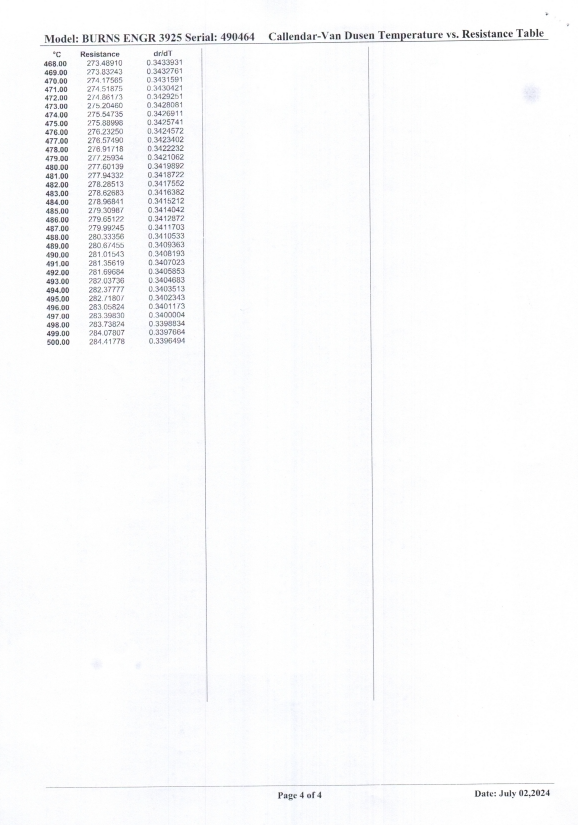 Model: BURNS ENGR 3925 Serial: 490464 Callendar-Van Dusen Temperature vs. Resistance Table
°C Resistance dr/dT
468.00 273.48910 0.3433931
469.00 273.83243 0.3432761
470.00 274.17565 0.3431591
471.00 274.51875 0.3430421
472.00 274.86173 0.3429251
473.00 275.20460 0.3428081
474.00 275.54735 0.3426911
475.00 275.88998 0.3425741
476.00 276.23250 0.3424572
477.00 276.57490 0.3423402
478.00 276.91718 0.3422232
479.00 277.25934 0.3421062
480.00 277.60139 0.3419892
481.00 277.94332 0.3418722
482.00 278.28513 0.3417552
483.00 278.62683 0.3416382
484.00 278.96841 0.3415212
485.00 279.30987 0.3414042
486.00 279.65122 0.3412872
487.00 279.99245 0.3411703
488.00 280.33356 0.3410533
489.00 280.67455 0.3409363
490.00 281.01543 0.3408193
491.00 281.35619 0.3407023
492.00 281.69684 0.3405853
493.00 282.03736 0.3404683
494.00 282.37777 0.3403513
495.00 282.71807 0.3402343
496.00 283.05824 0.3401173
497.00 283.39830 0.3400004
498.00 283.73824 0.3398834
499.00 284.07807 0.3397664
500.00 284.41778 0.3396494
Page 4 of 4 Date: July 02,2024